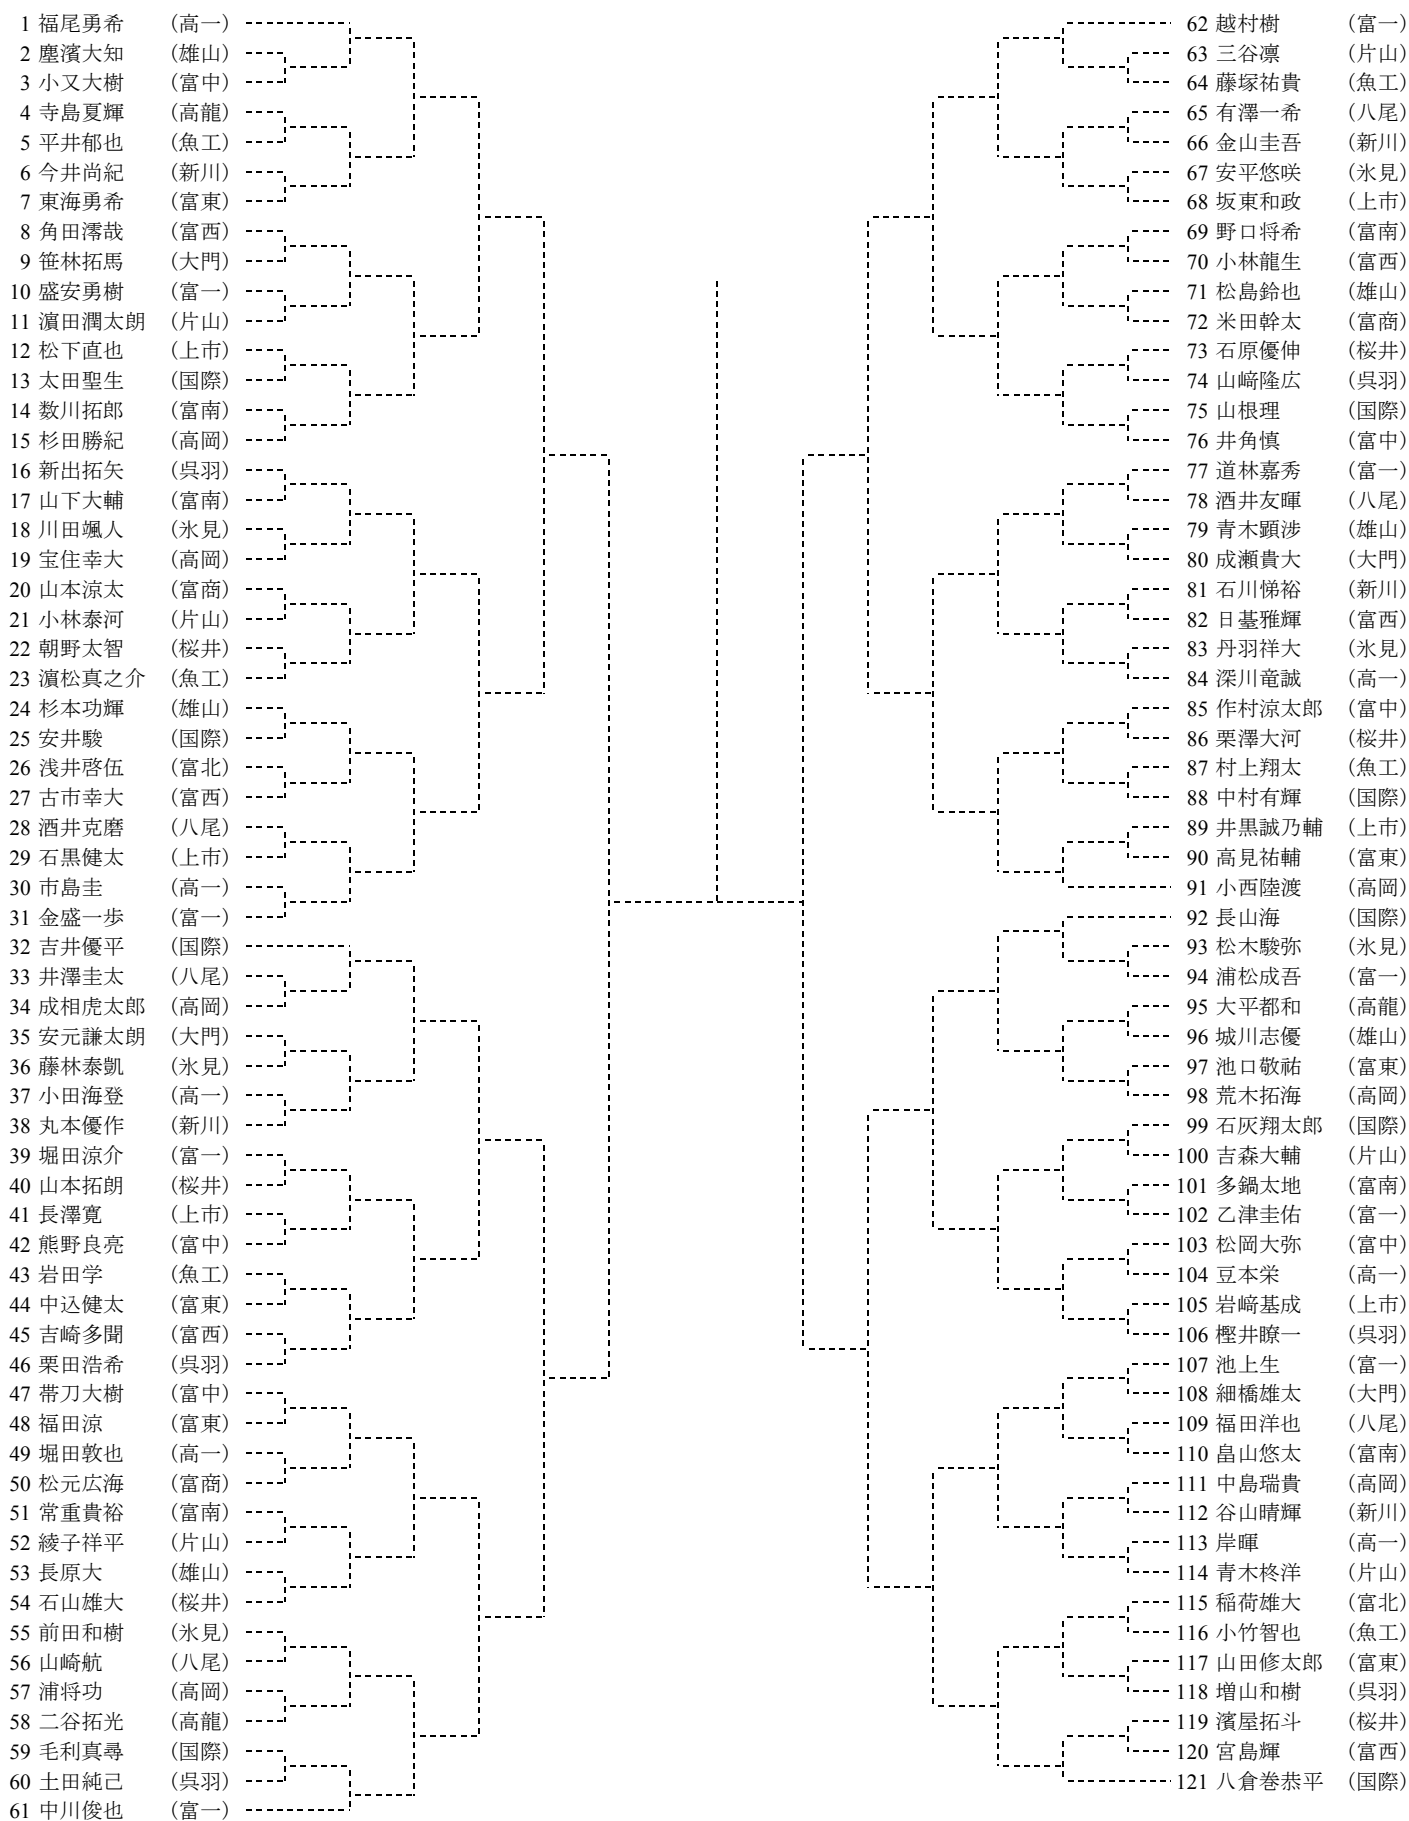 1 福尾勇希 （高一）
2 塵濱大知 （雄山）
3 小又大樹 （富中）
4 寺島夏輝 （高龍）
5 平井郁也 （魚工）
6 今井尚紀 （新川）
7 東海勇希 （富東）
8 角田澪哉 （富西）
9 笹林拓馬 （大門）
10 盛安勇樹 （富一）
11 濵田潤太朗 （片山）
12 松下直也 （上市）
13 太田聖生 （国際）
14 数川拓郎 （富南）
15 杉田勝紀 （高岡）
16 新出拓矢 （呉羽）
17 山下大輔 （富南）
18 川田颯人 （氷見）
19 宝住幸大 （高岡）
20 山本涼太 （富商）
21 小林泰河 （片山）
22 朝野太智 （桜井）
23 濵松真之介 （魚工）
24 杉本功輝 （雄山）
25 安井駿 （国際）
26 浅井啓伍 （富北）
27 古市幸大 （富西）
28 酒井克磨 （八尾）
29 石黒健太 （上市）
30 市島圭 （高一）
31 金盛一歩 （富一）
32 吉井優平 （国際）
33 井澤圭太 （八尾）
34 成相虎太郎 （高岡）
35 安元謙太朗 （大門）
36 藤林泰凱 （氷見）
37 小田海登 （高一）
38 丸本優作 （新川）
39 堀田涼介 （富一）
40 山本拓朗 （桜井）
41 長澤寛 （上市）
42 熊野良亮 （富中）
43 岩田学 （魚工）
44 中込健太 （富東）
45 吉崎多聞 （富西）
46 栗田浩希 （呉羽）
47 帯刀大樹 （富中）
48 福田涼 （富東）
49 堀田敦也 （高一）
50 松元広海 （富商）
51 常重貴裕 （富南）
52 綾子祥平 （片山）
53 長原大 （雄山）
54 石山雄大 （桜井）
55 前田和樹 （氷見）
56 山崎航 （八尾）
57 浦将功 （高岡）
58 二谷拓光 （高龍）
59 毛利真尋 （国際）
60 土田純己 （呉羽）
61 中川俊也 （富一）
62 越村樹 （富一）
63 三谷凛 （片山）
64 藤塚祐貴 （魚工）
65 有澤一希 （八尾）
66 金山圭吾 （新川）
67 安平悠咲 （氷見）
68 坂東和政 （上市）
69 野口将希 （富南）
70 小林龍生 （富西）
71 松島鈴也 （雄山）
72 米田幹太 （富商）
73 石原優伸 （桜井）
74 山﨑隆広 （呉羽）
75 山根理 （国際）
76 井角慎 （富中）
77 道林嘉秀 （富一）
78 酒井友暉 （八尾）
79 青木顕渉 （雄山）
80 成瀬貴大 （大門）
81 石川悌裕 （新川）
82 日䑓雅輝 （富西）
83 丹羽祥大 （氷見）
84 深川竜誠 （高一）
85 作村涼太郎 （富中）
86 栗澤大河 （桜井）
87 村上翔太 （魚工）
88 中村有輝 （国際）
89 井黒誠乃輔 （上市）
90 高見祐輔 （富東）
91 小西陸渡 （高岡）
92 長山海 （国際）
93 松木駿弥 （氷見）
94 浦松成吾 （富一）
95 大平都和 （高龍）
96 城川志優 （雄山）
97 池口敬祐 （富東）
98 荒木拓海 （高岡）
99 石灰翔太郎 （国際）
100 吉森大輔 （片山）
101 多鍋太地 （富南）
102 乙津圭佑 （富一）
103 松岡大弥 （富中）
104 豆本栄 （高一）
105 岩﨑基成 （上市）
106 樫井瞭一 （呉羽）
107 池上生 （富一）
108 細橋雄太 （大門）
109 福田洋也 （八尾）
110 畠山悠太 （富南）
111 中島瑞貴 （高岡）
112 谷山晴輝 （新川）
113 岸暉 （高一）
114 青木柊洋 （片山）
115 稲荷雄大 （富北）
116 小竹智也 （魚工）
117 山田修太郎 （富東）
118 増山和樹 （呉羽）
119 濱屋拓斗 （桜井）
120 宮島輝 （富西）
121 八倉巻恭平 （国際）